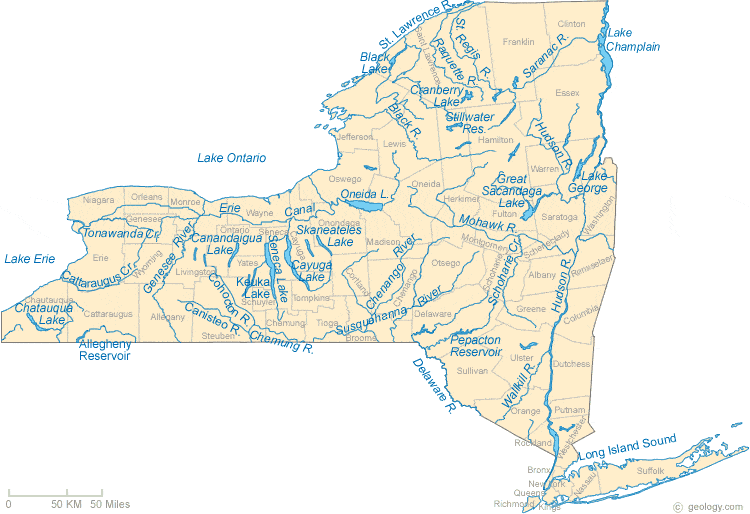 St. Lawrence R.
Clinton
Lake
Champlain
Franklin
Saint Lawrence
St. Regis R.
Raquette R.
Saranac R.
Black
Lake
Cranberry
Lake
Essex
Stillwater
Res.
Black R.
Hamilton
Hudson R.
Jefferson
Lewis
Lake Ontario
Warren
Lake
George
Oswego
Oneida L.
Oneida
Herkimer
Great
Sacandaga
Lake
Fulton
Saratoga
Washington
Niagara
Orleans
Monroe
Genesee
Erie
Canal
Wayne
Onondaga
Mohawk R.
Tonawanda Cr.
Genesee River
Ontario
Canandaigua
Lake
Seneca
Cayuga
Skaneateles
Lake
Madison
Montgomery
Schenectady
Rensselaer
Lake Erie
Erie
Wyoming
Livingston
Yates
Seneca Lake
Cayuga
Lake
Cortland
Chenango River
Chenango
Otsego
Schoharie
Schoharie Cr.
Albany
Cattaraugus Cr.
Keuka
Lake
Schuyler
Tompkins
Hudson R.
Chautauqua
Chatauqua
Lake
Cattaraugus
Allegany
Cohocton R.
Canisteo R.
Steuben
Chemung
Chemung R.
Tioga
Broome
Susquehanna River
Delaware
Greene
Columbia
Allegheny
Reservoir
Pepacton
Reservoir
Ulster
Dutchess
Sullivan
Delaware R.
Wallkill R.
Orange
Putnam
Rockland
Westchester
Long Island Sound
Bronx
New York
Queens
Richmond
Kings
Nassau
Suffolk
0
50 KM
50 Miles
© geology.com